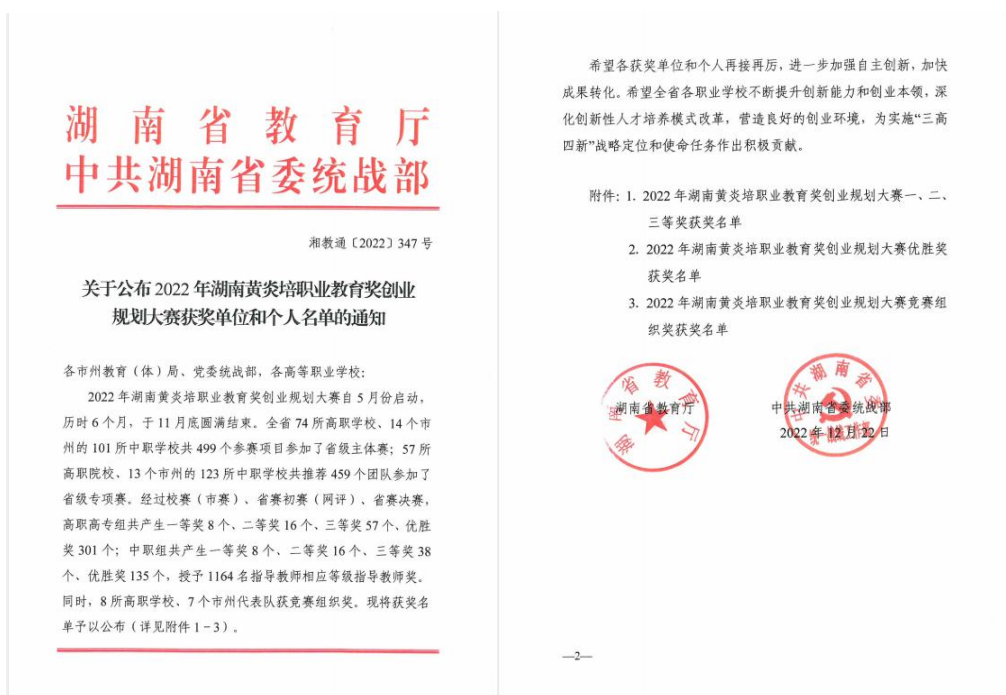 湖南省教育厅
中共湖南省委统战部
湘教通〔2022〕347号
关于公布2022年湖南黄炎培职业教育奖创业
规划大赛获奖单位和个人名单的通知
各市州教育（体）局、党委统战部，各高等职业学校：
2022年湖南黄炎培职业教育奖创业规划大赛自5月份启动，
历时6个月，于11月底圆满结束。全省74所高职学校、14个市
州的101所中职学校共499个参赛项目参加了省级主体赛；57所
高职院校、13个市州的123所中职学校共推荐459个团队参加了
省级专项赛。经过校赛（市赛）、省赛初赛（网评）、省赛决赛，
高职高专组共产生一等奖8个、二等奖16个、三等奖57个、优胜
奖301个；中职组共产生一等奖8个、二等奖16个、三等奖38
个、优胜奖135个，授予1164名指导教师相应等级指导教师奖。
同时，8所高职学校、7个市州代表队获竞赛组织奖。现将获奖名
单予以公布（详见附件1-3）。
希望各获奖单位和个人再接再厉，进一步加强自主创新，加快
成果转化。希望全省各职业学校不断提升创新能力和创业本领，深
化创新性人才培养模式改革，营造良好的创业环境，为实施“三高
四新”战略定位和使命任务作出积极贡献。
附件：1. 2022年湖南黄炎培职业教育奖创业规划大赛一、二、
三等奖获奖名单
2. 2022年湖南黄炎培职业教育奖创业规划大赛优胜奖
获奖名单
3. 2022年湖南黄炎培职业教育奖创业规划大赛竞赛组
织奖获奖名单
湖南省教育厅
湖南省教育厅
中共湖南省委
中共湖南省委统战部
2022年12月22日
—2—